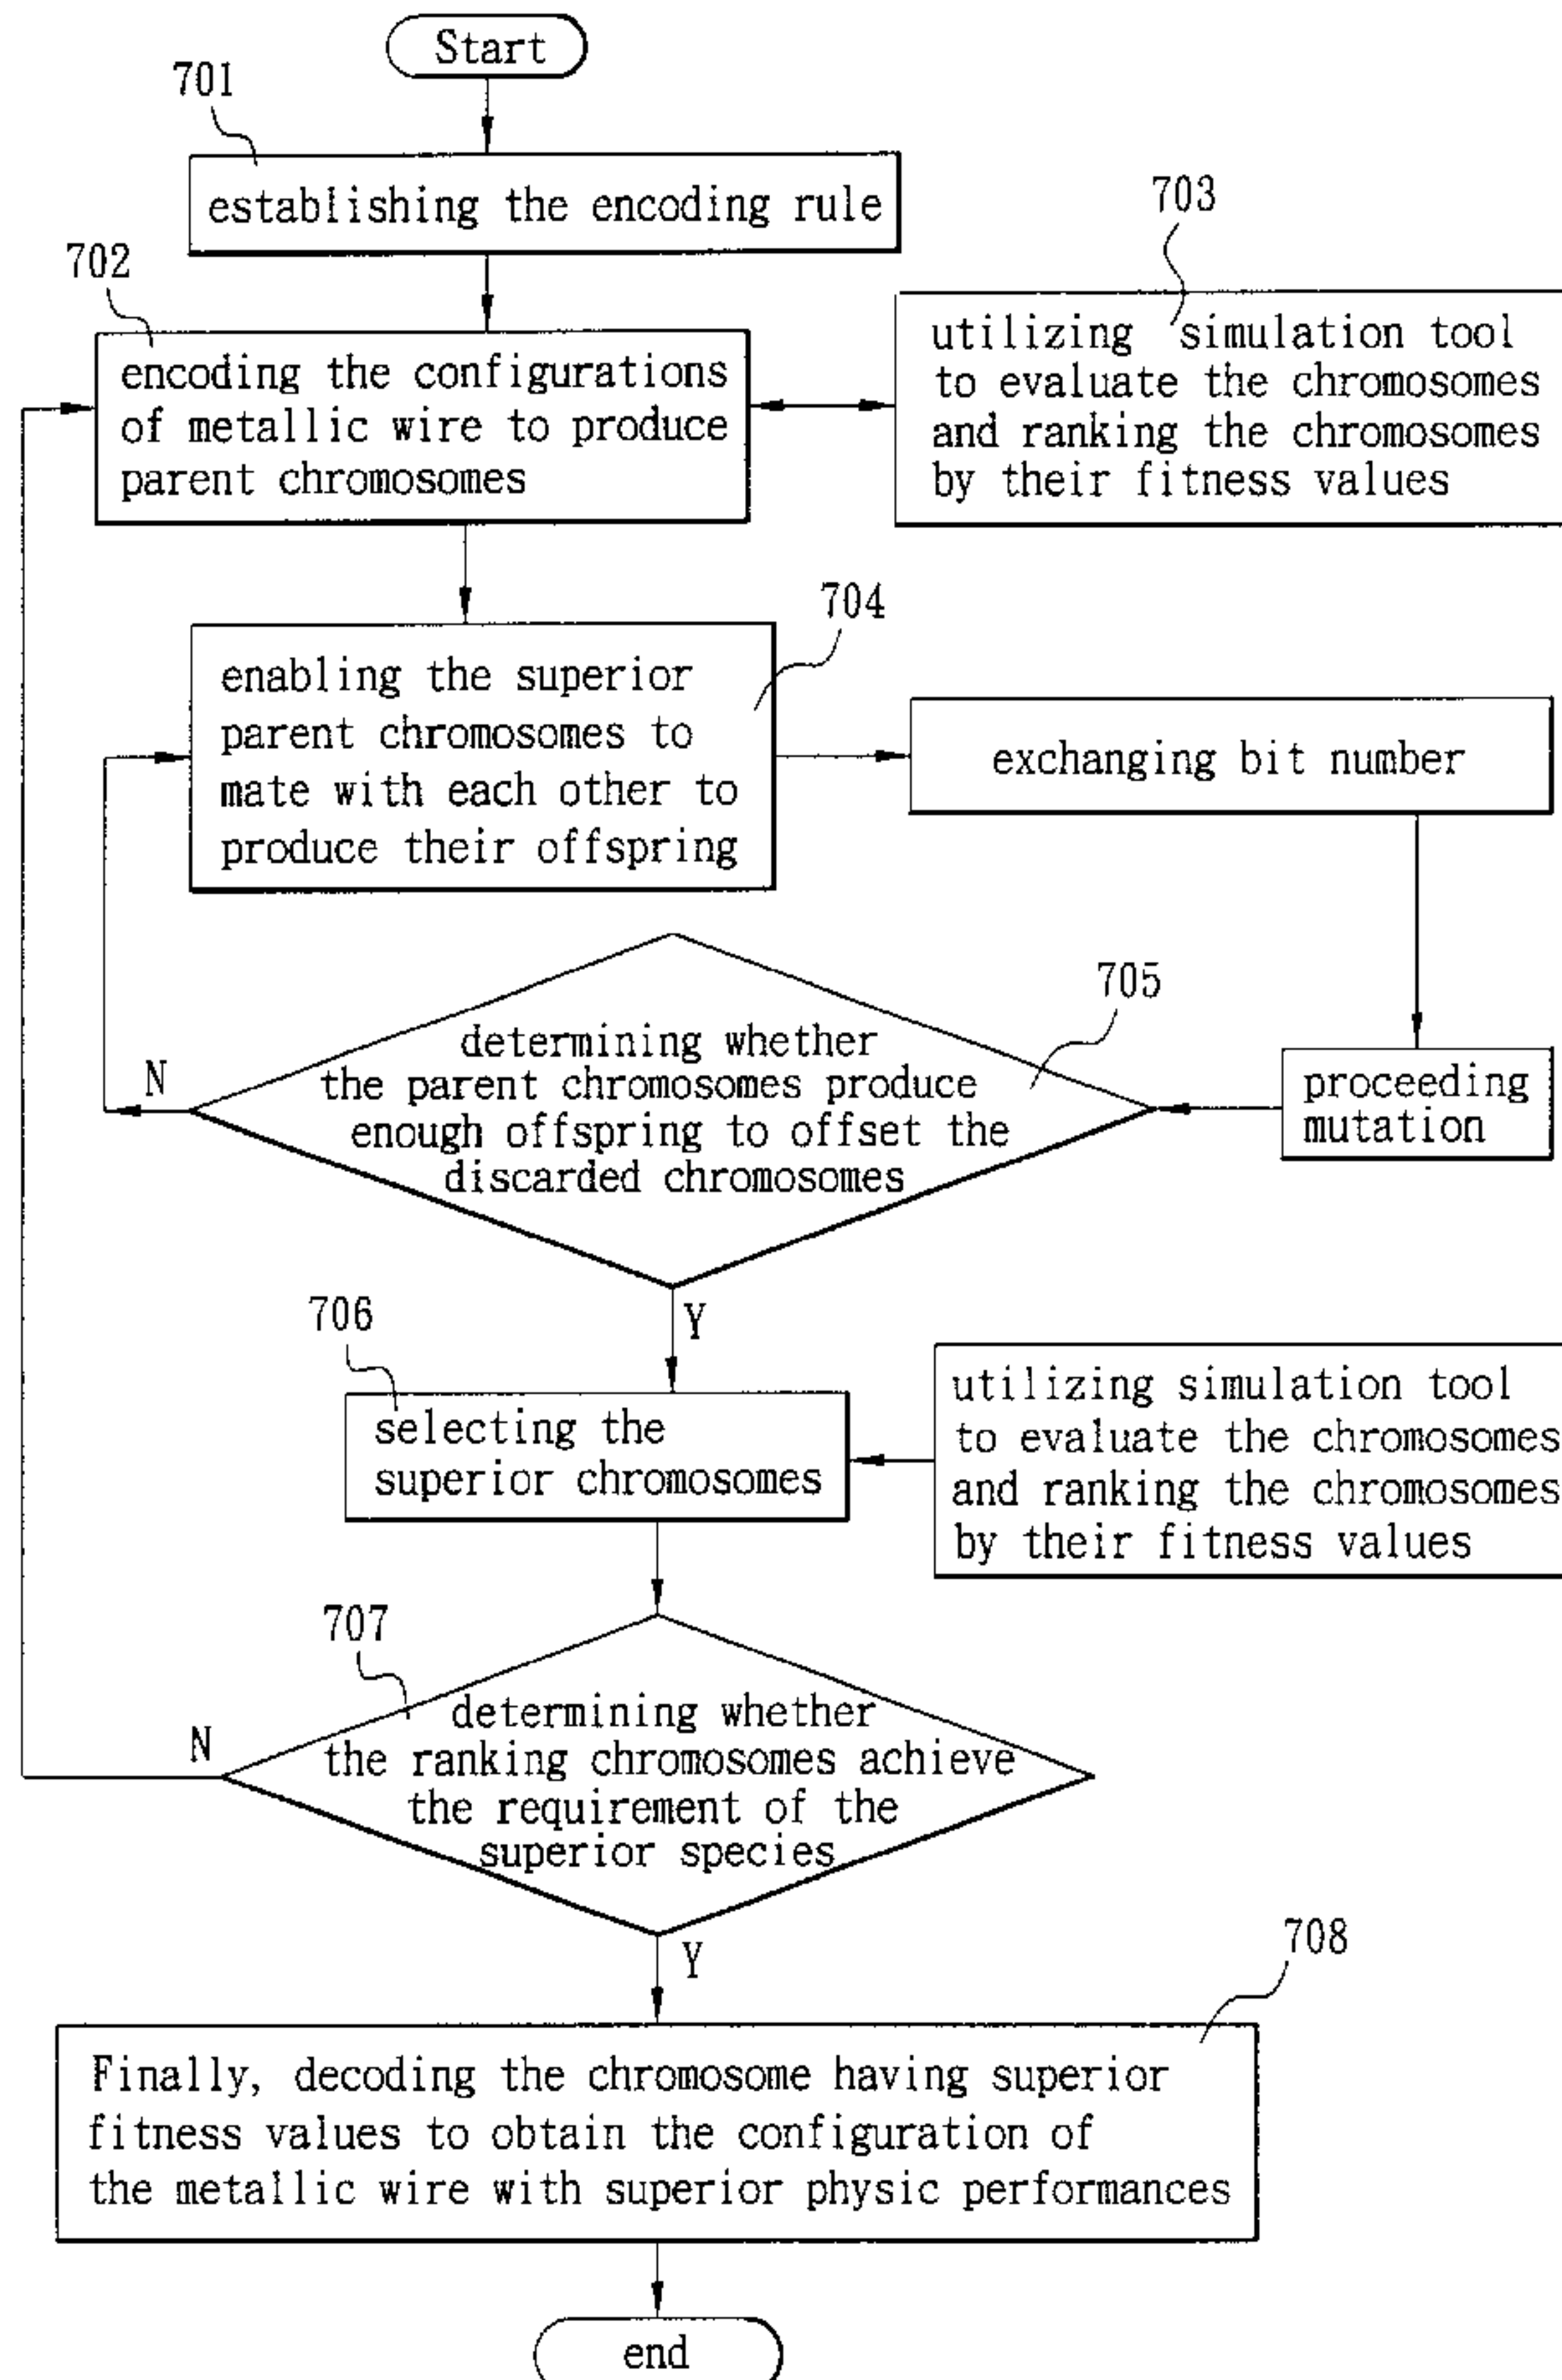 Start
701
establishing the encoding rule
702
encoding the configurations
of metallic wire to produce
parent chromosomes
703
utilizing simulation tool
to evaluate the chromosomes
and ranking the chromosomes
by their fitness values
704
enabling the superior
parent chromosomes to
mate with each other to
produce their offspring
exchanging bit number
705
determining whether
the parent chromosomes produce
enough offspring to offset the
discarded chromosomes
N
proceeding
mutation
Y
706
selecting the
superior chromosomes
utilizing simulation tool
to evaluate the chromosomes
and ranking the chromosomes
by their fitness values
707
determining whether
the ranking chromosomes achieve
the requirement of the
superior species
N
Y
708
Finally, decoding the chromosome having superior
fitness values to obtain the configuration of
the metallic wire with superior physic performances
end